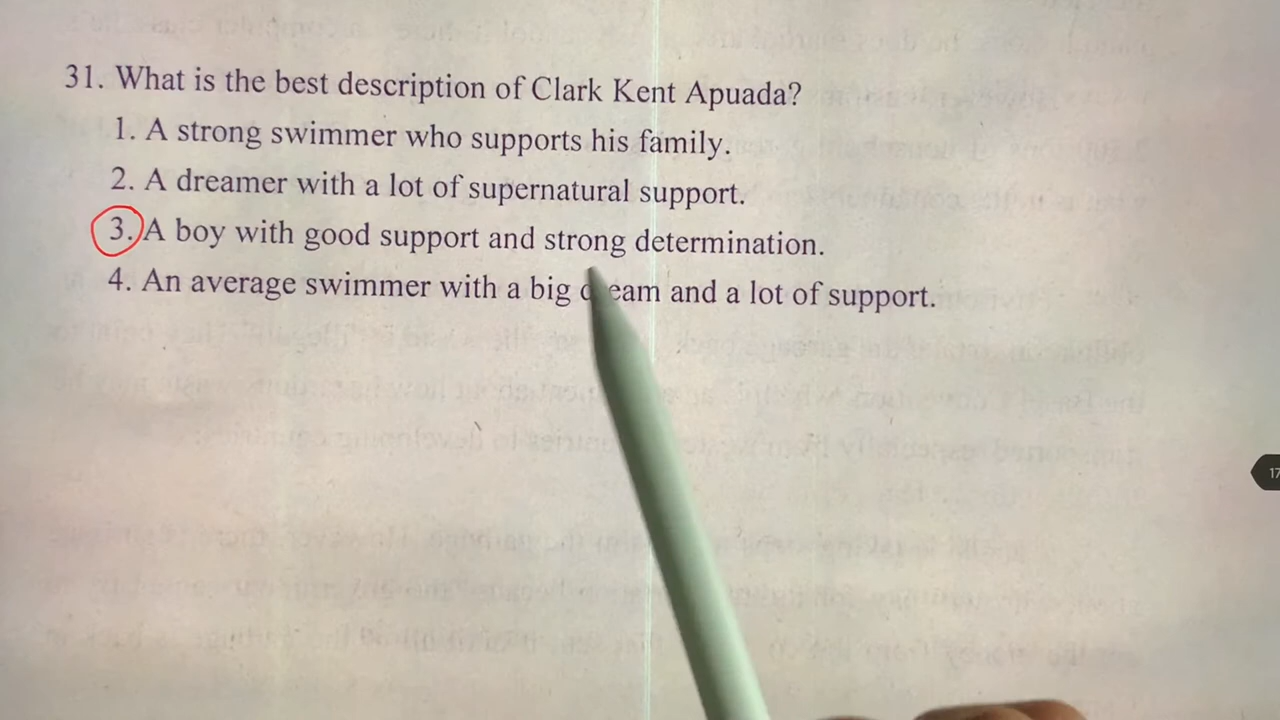 31. What is the best description of Clark Kent Apuada?
1. A strong swimmer who supports his family.
2. A dreamer with a lot of supernatural support.
3. A boy with good support and strong determination.
4. An average swimmer with a big dream and a lot of support.
17